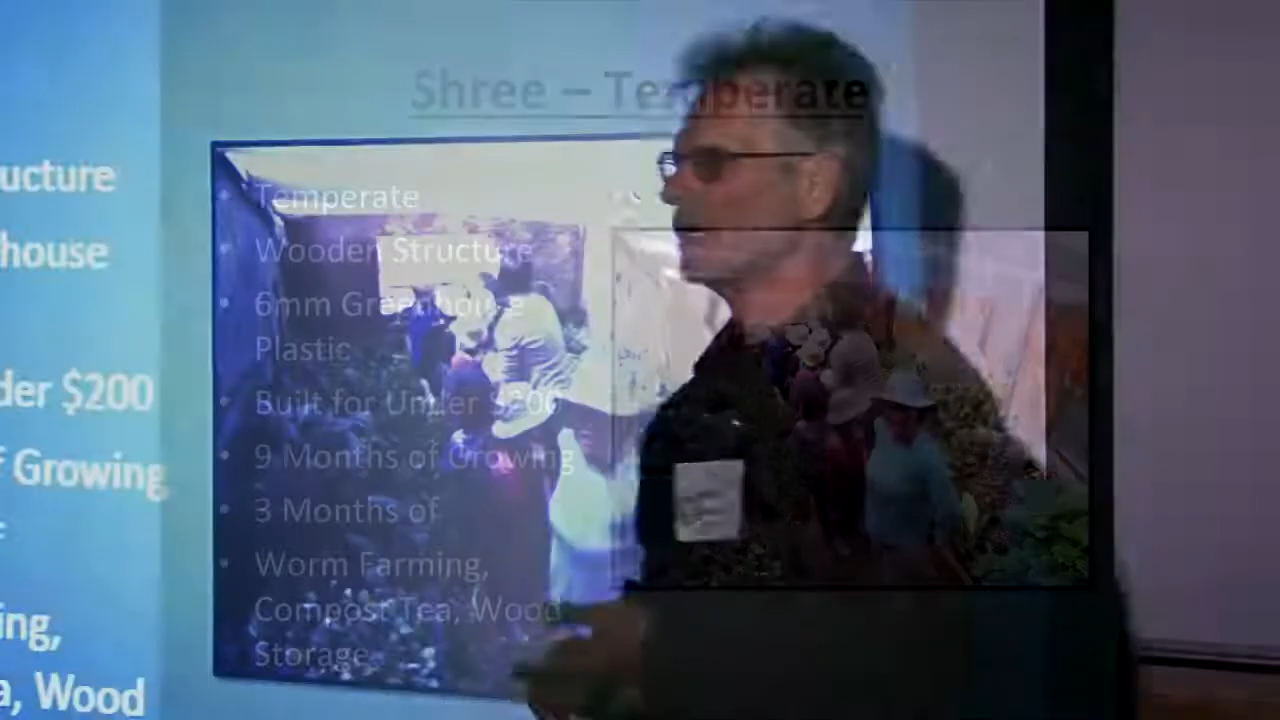 Shree – Temperate
• Temperate
• Wooden Structure
• 6mm Greenhouse
Plastic
• Built for Under $200
• 9 Months of Growing
• 3 Months of
• Worm Farming,
Compost Tea, Wood
Storage
ucture
house
der $200
f Growing
ing,
a, Wood